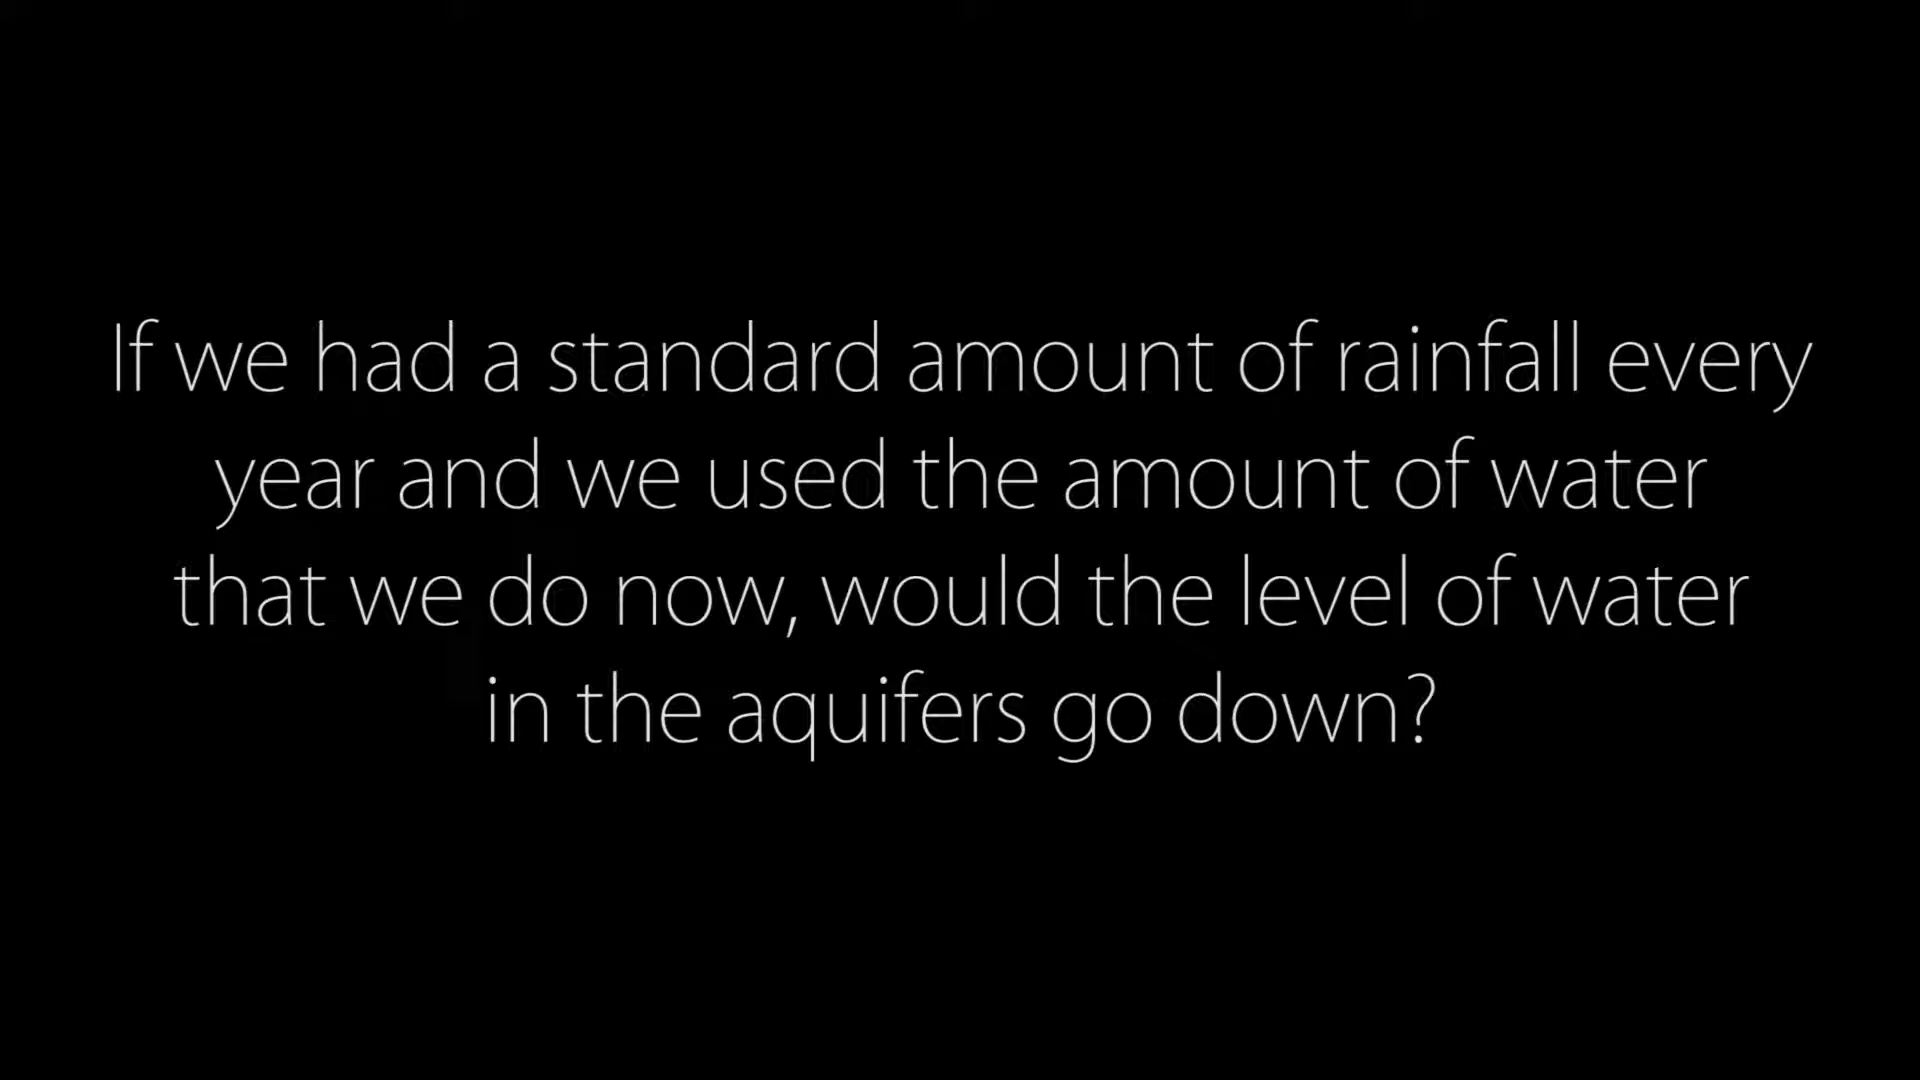 If we had a standard amount of rainfall every
year and we used the amount of water
that we do now, would the level of water
in the aquifers go down?